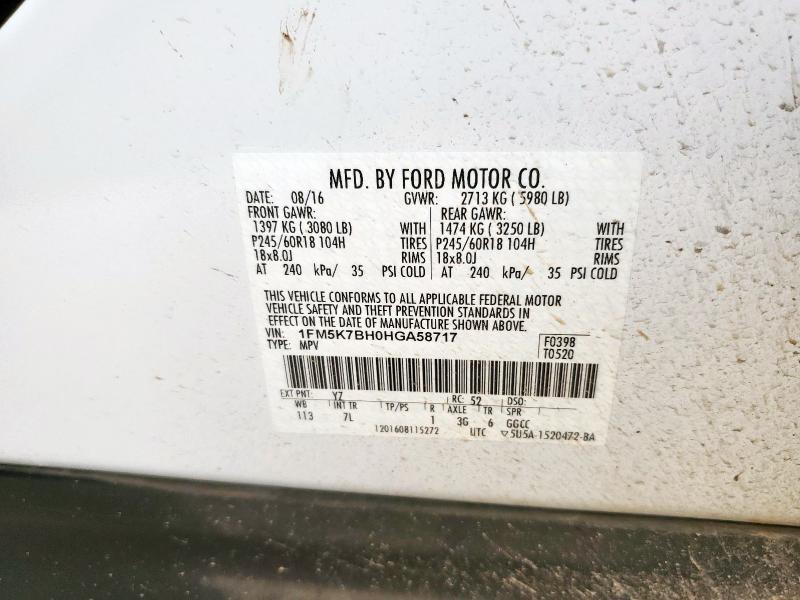 MFD. BY FORD MOTOR CO.
DATE: 08/16 GVWR: 2713 KG ( 5980 LB)
FRONT GAWR: REAR GAWR:
1397 KG ( 3080 LB) WITH 1474 KG ( 3250 LB) WITH
P245/60R18 104H TIRES P245/60R18 104H TIRES
18x8.0J RIMS 18x8.0J RIMS
AT 240 kPa/ 35 PSI COLD AT 240 kPa/ 35 PSI COLD
THIS VEHICLE CONFORMS TO ALL APPLICABLE FEDERAL MOTOR
VEHICLE SAFETY AND THEFT PREVENTION STANDARDS IN
EFFECT ON THE DATE OF MANUFACTURE SHOWN ABOVE.
VIN: 1FM5K7BH0HGA58717 F0398
TYPE: MPV T0520
EXT PNT: YZ RC: 52 DSO:
WB INT TR TP/PS R AXLE TR SPR
113 7L 1 3G 6 GGCC
1201608115272 UTC ▽5U5A-1520472-BA